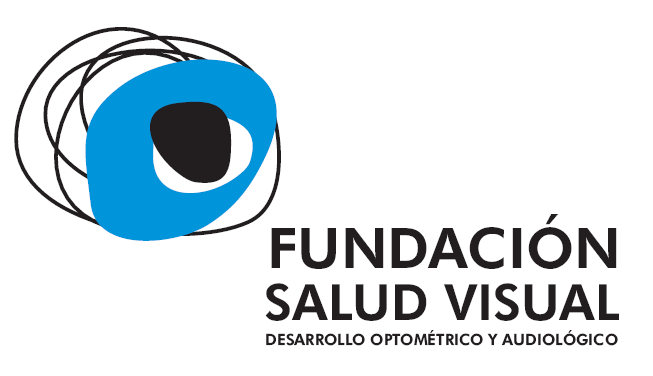 FUNDACIÓN
SALUD VISUAL
DESARROLLO OPTOMÉTRICO Y AUDIOLÓGICO